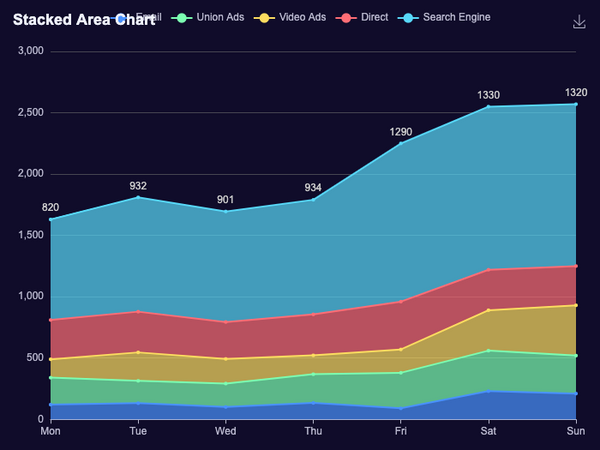 Stacked Area Chart
Email
Union Ads
Video Ads
Direct
Search Engine
3,000
2,500
2,000
1,500
1,000
500
0
820
932
901
934
1290
1330
1320
Mon
Tue
Wed
Thu
Fri
Sat
Sun